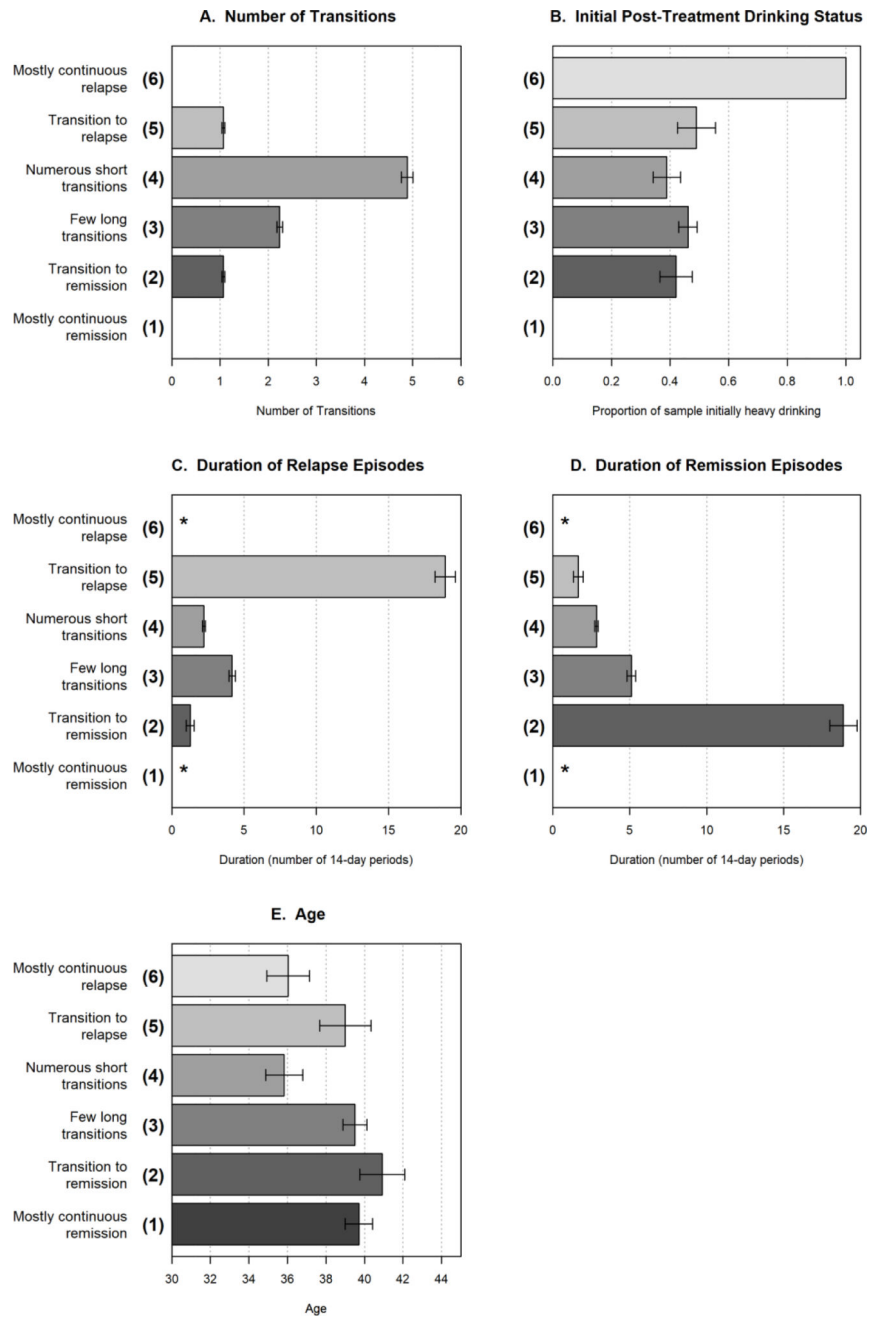 A. Number of Transitions
Mostly continuous
relapse
(6)
Transition to
relapse
(5)
Numerous short
transitions
(4)
Few long
transitions
(3)
Transition to
remission
(2)
Mostly continuous
remission
(1)
0 1 2 3 4 5 6
Number of Transitions
B. Initial Post-Treatment Drinking Status
(6)
(5)
(4)
(3)
(2)
(1)
0.0 0.2 0.4 0.6 0.8 1.0
Proportion of sample initially heavy drinking
C. Duration of Relapse Episodes
Mostly continuous
relapse
(6) *
Transition to
relapse
(5)
Numerous short
transitions
(4)
Few long
transitions
(3)
Transition to
remission
(2)
Mostly continuous
remission
(1) *
0 5 10 15 20
Duration (number of 14-day periods)
D. Duration of Remission Episodes
(6) *
(5)
(4)
(3)
(2)
(1) *
0 5 10 15 20
Duration (number of 14-day periods)
E. Age
Mostly continuous
relapse
(6)
Transition to
relapse
(5)
Numerous short
transitions
(4)
Few long
transitions
(3)
Transition to
remission
(2)
Mostly continuous
remission
(1)
30 32 34 36 38 40 42 44
Age